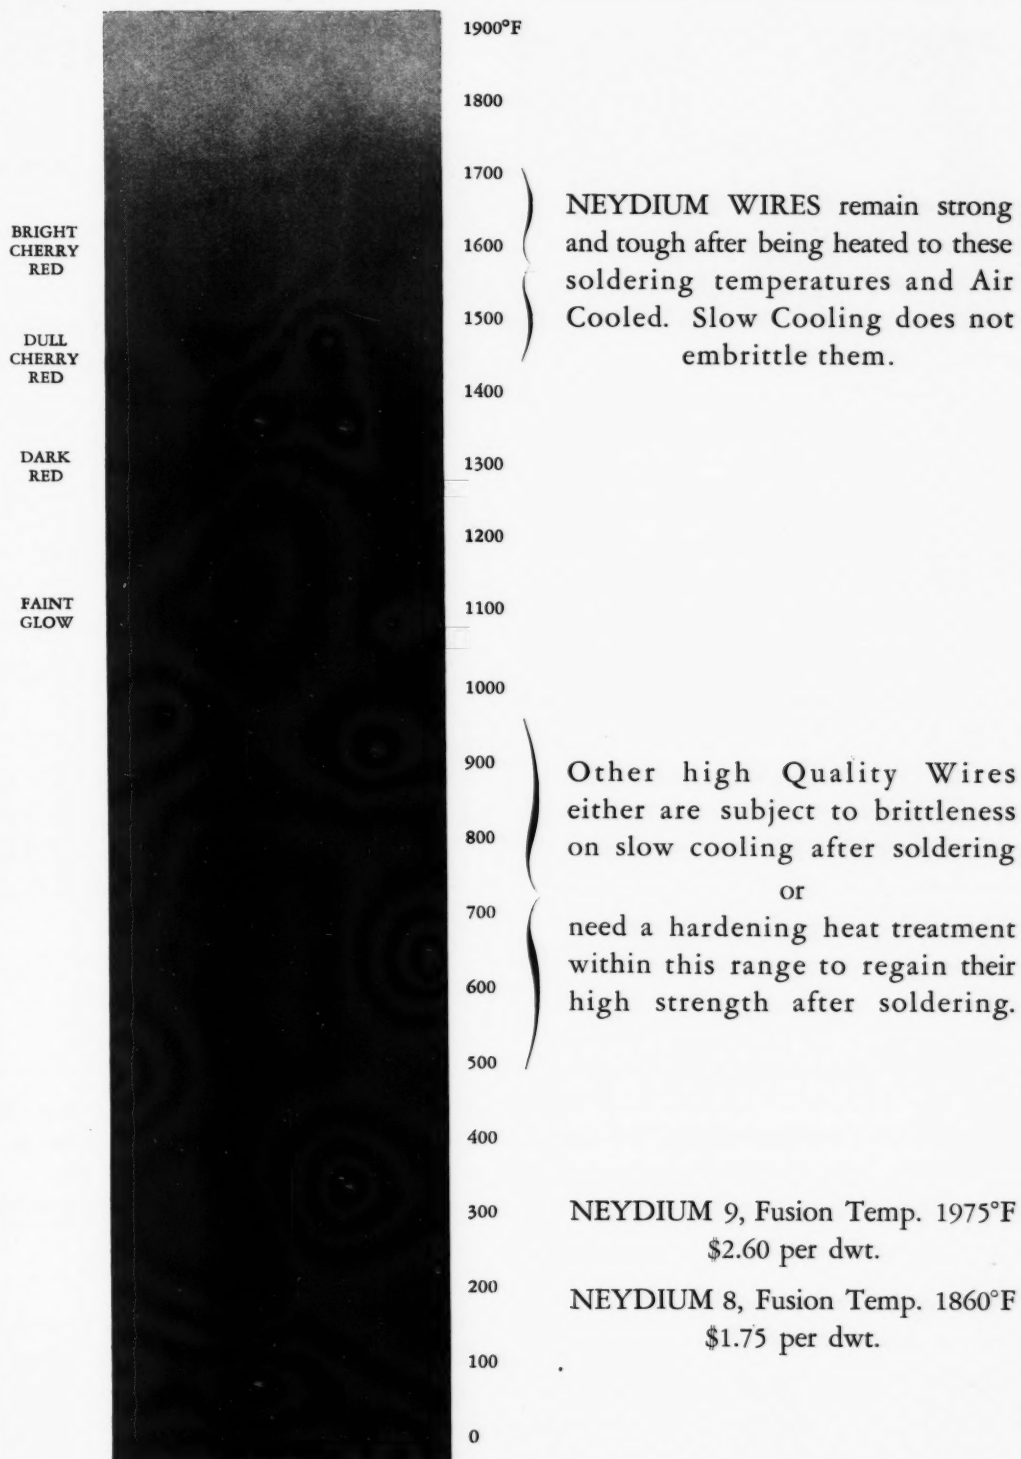 1900°F
1800
1700
BRIGHT
CHERRY
RED
1600
1500
DULL
CHERRY
RED
1400
DARK
RED
1300
1200
FAINT
GLOW
1100
1000
900
800
700
600
500
400
300
200
100
0
NEYDIUM WIRES remain strong
and tough after being heated to these
soldering temperatures and Air
Cooled. Slow Cooling does not
embrittle them.
Other high Quality Wires
either are subject to brittleness
on slow cooling after soldering
or
need a hardening heat treatment
within this range to regain their
high strength after soldering.
NEYDIUM 9, Fusion Temp. 1975°F
$2.60 per dwt.
NEYDIUM 8, Fusion Temp. 1860°F
$1.75 per dwt.